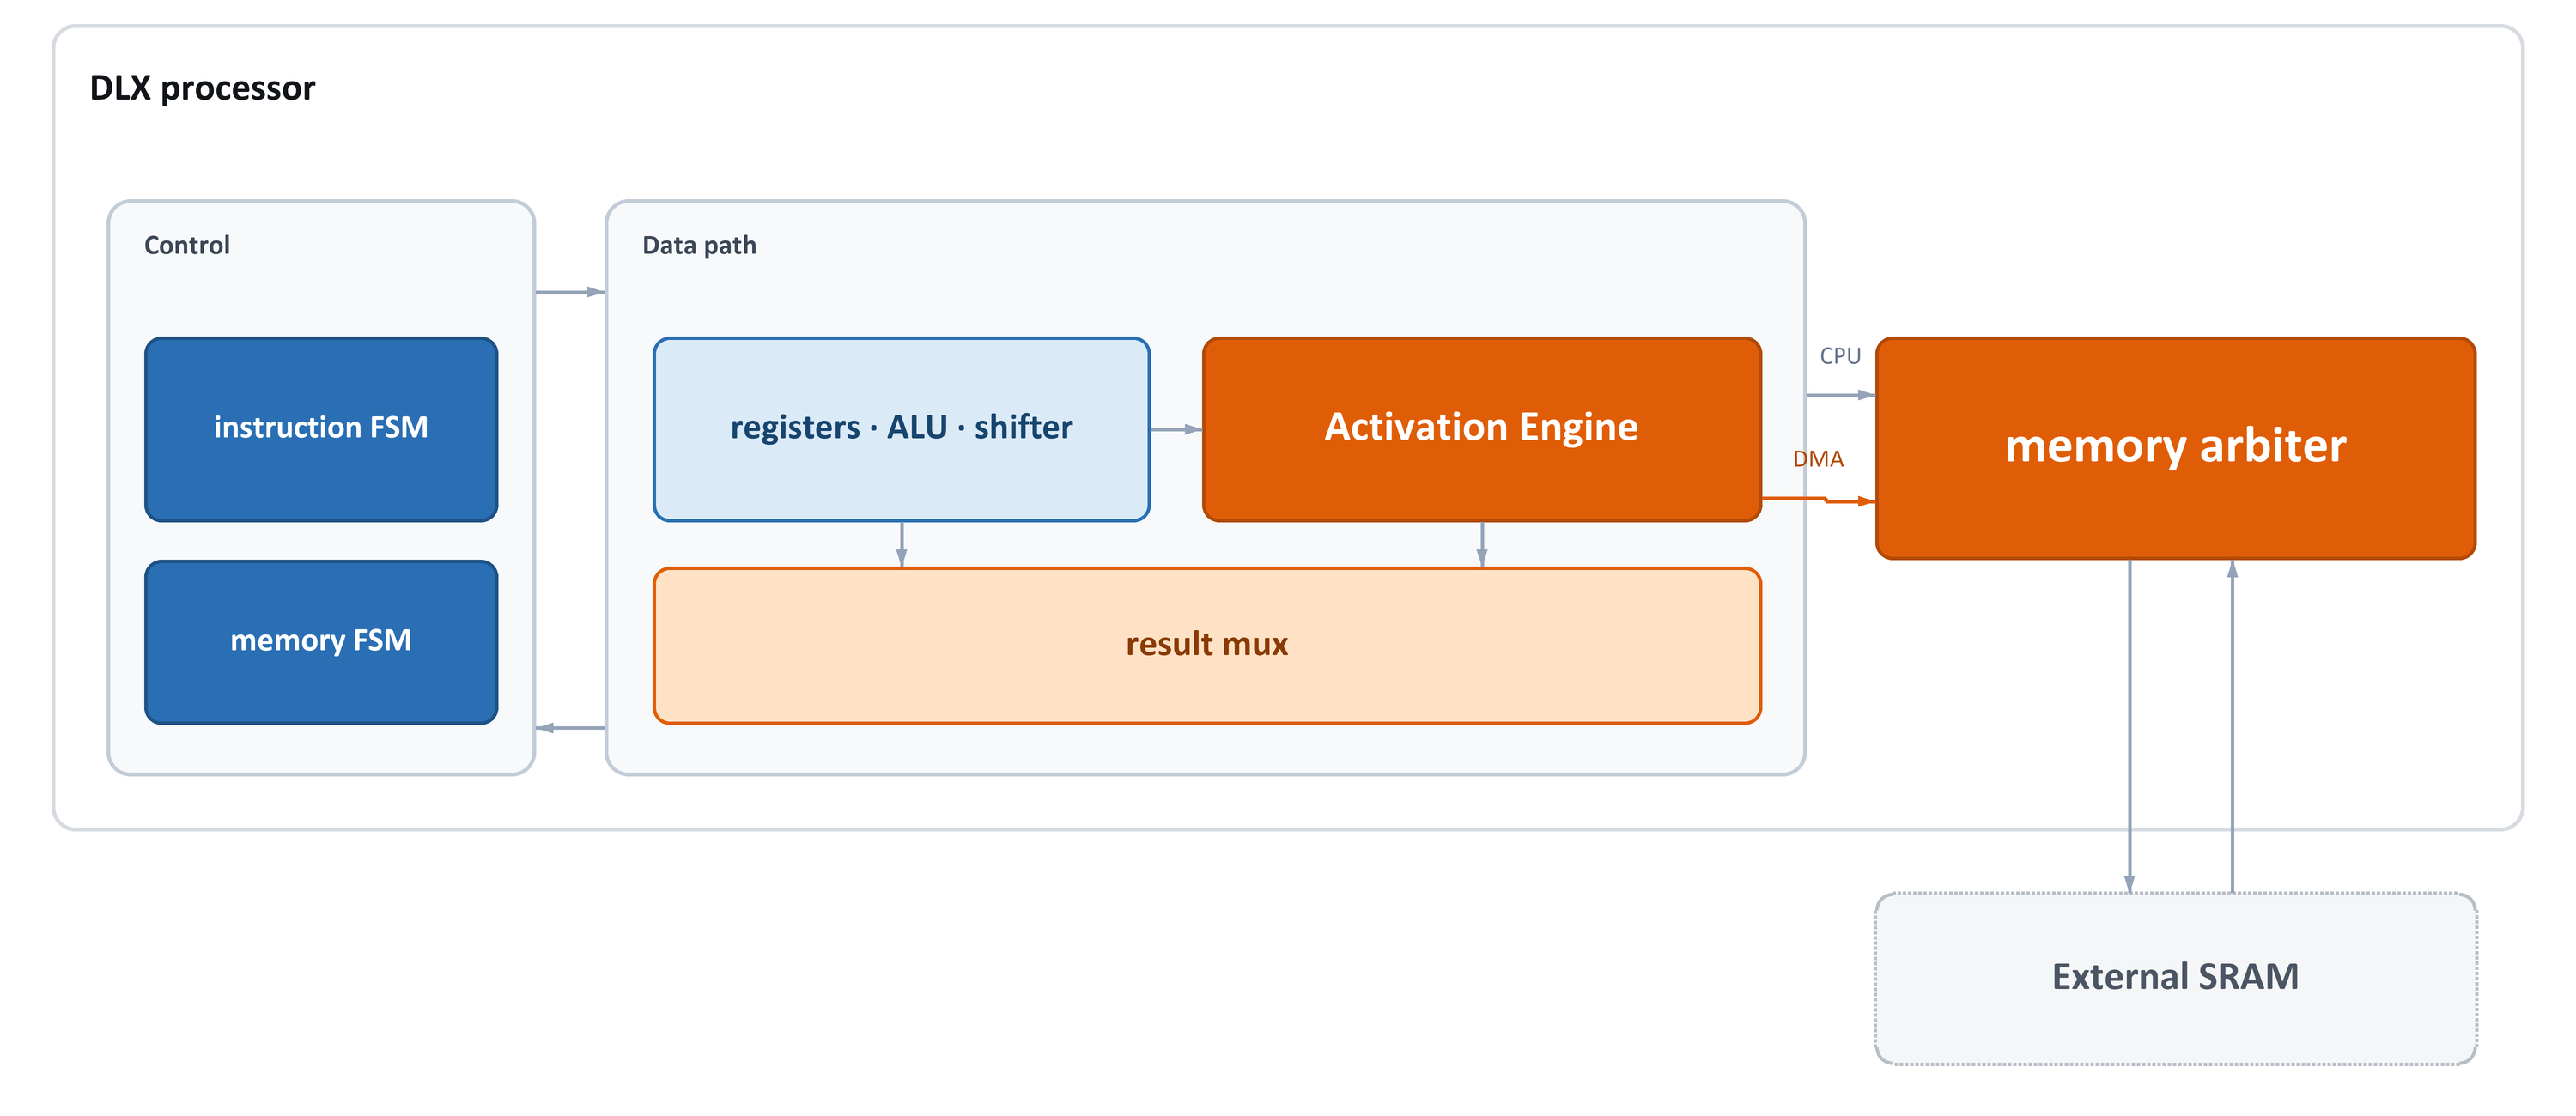 DLX processor
Control
Data path
instruction FSM
registers · ALU · shifter
Activation Engine
CPU
DMA
memory arbiter
memory FSM
result mux
External SRAM